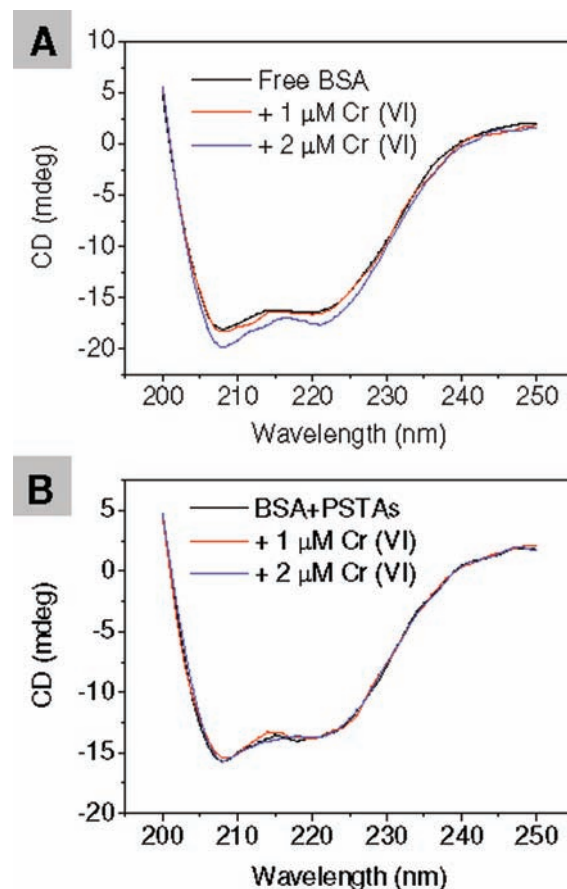 A
10
5
0
-5
-10
-15
-20
CD (mdeg)
Free BSA
+ 1 μM Cr (VI)
+ 2 μM Cr (VI)
200 210 220 230 240 250
Wavelength (nm)
B
5
0
-5
-10
-15
-20
CD (mdeg)
BSA+PSTAs
+ 1 μM Cr (VI)
+ 2 μM Cr (VI)
200 210 220 230 240 250
Wavelength (nm)